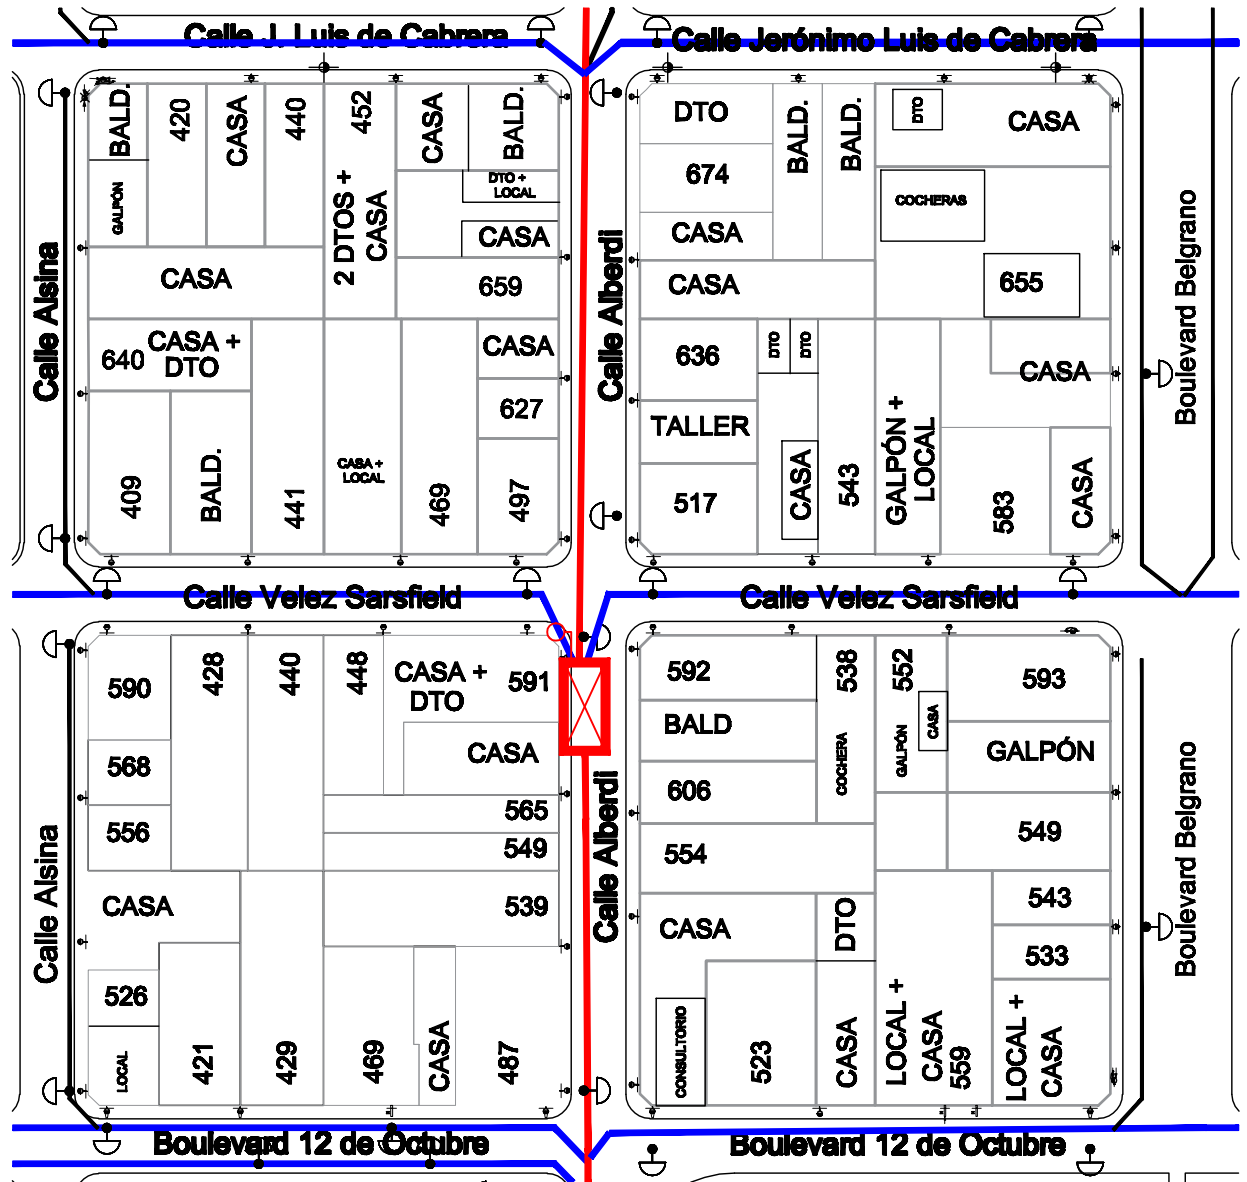 Calle J. Luis de Cabrera
Calle Jerónimo Luis de Cabrera
BALD.
420
CASA
440
452
CASA
BALD.
GALPÓN
2 DTOS +
CASA
DTO +
LOCAL
CASA
CASA
659
640
CASA +
DTO
CASA
627
409
BALD.
441
CASA +
LOCAL
469
497
Calle Alsina
Calle Alberdi
DTO
BALD.
BALD.
DTO
CASA
674
COCHERAS
CASA
CASA
655
636
DTO
DTO
CASA
TALLER
517
CASA
543
GALPÓN +
LOCAL
583
CASA
Boulevard Belgrano
Calle Velez Sarsfield
Calle Velez Sarsfield
590
428
440
448
CASA +
DTO
591
568
CASA
556
565
549
CASA
539
526
LOCAL
421
429
469
CASA
487
Calle Alsina
Calle Alberdi
592
538
552
593
BALD
COCHERA
GALPÓN
CASA
GALPÓN
606
549
554
543
CASA
DTO
533
CONSULTORIO
523
CASA
LOCAL +
CASA
559
LOCAL +
CASA
Boulevard Belgrano
Boulevard 12 de Octubre
Boulevard 12 de Octubre